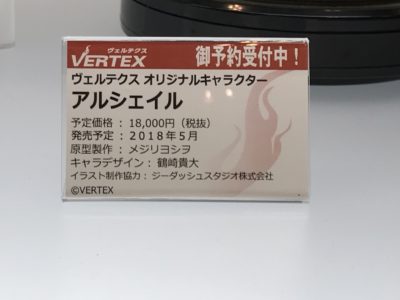 ヴェルテクス
VERTEX
御予約受付中！
ヴェルテクス オリジナルキャラクター
アルシェイル
予定価格 : 18,000円（税抜）
発売予定 : 2018年5月
原型製作 : メジリヨシヲ
キャラデザイン : 鶴崎貴大
イラスト制作協力 : ジーダッシュスタジオ株式会社
©VERTEX